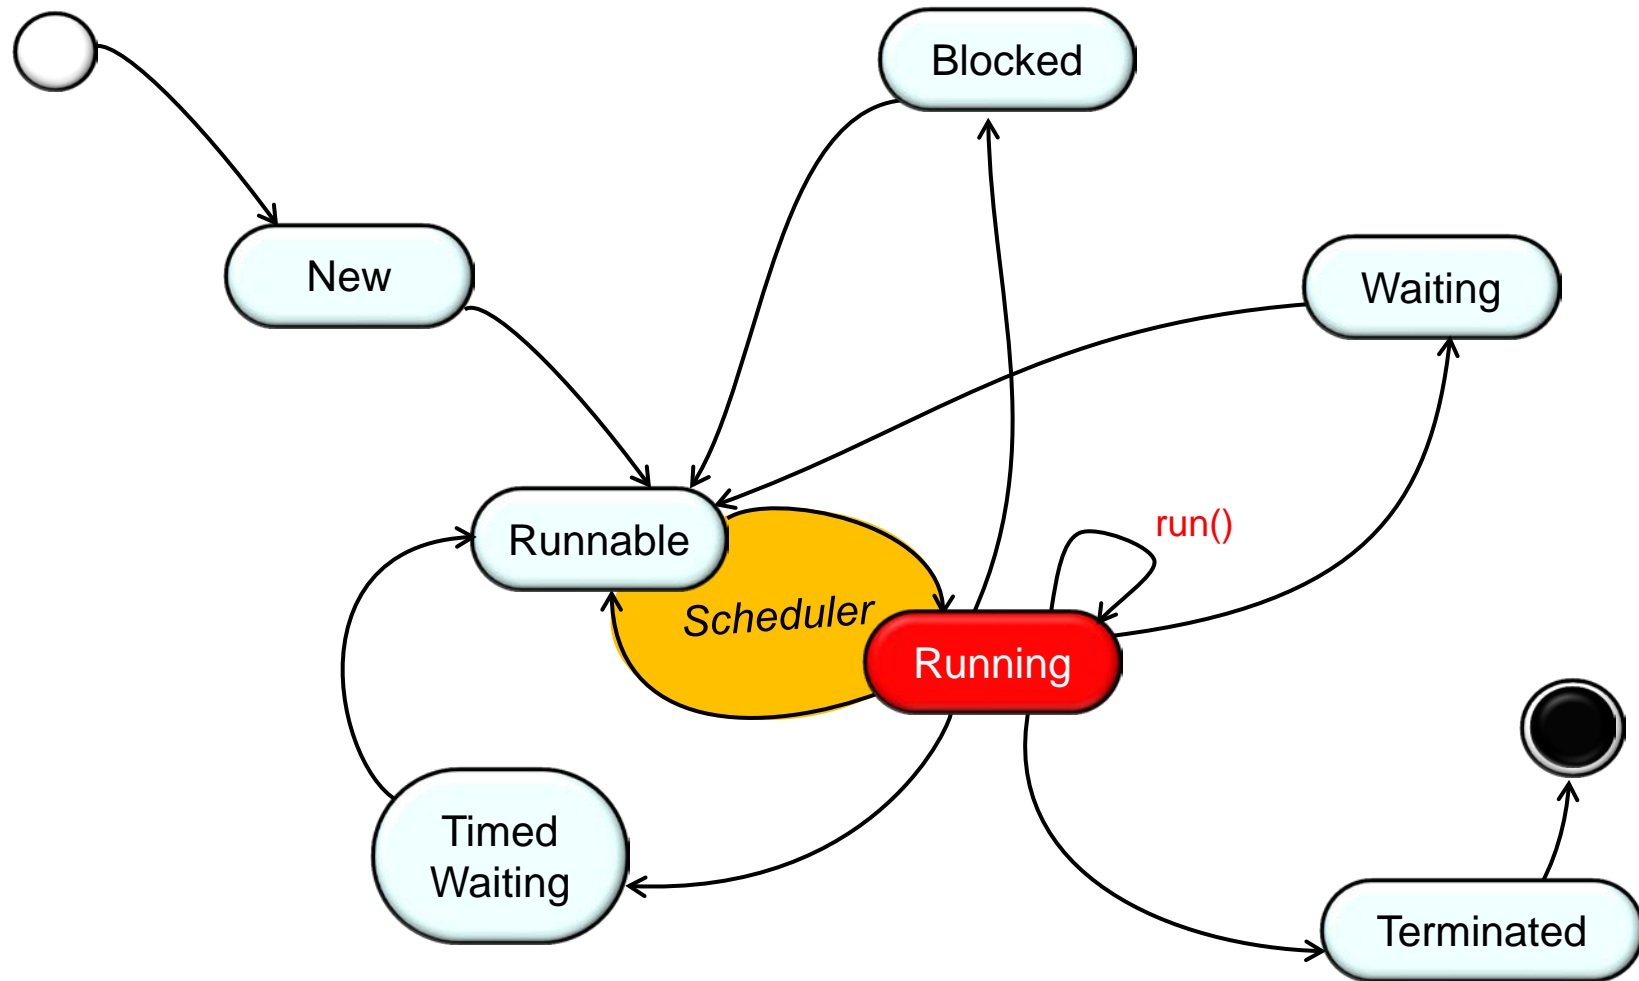 Blocked
New
Waiting
Runnable
run()
Scheduler
Running
Timed
Waiting
Terminated